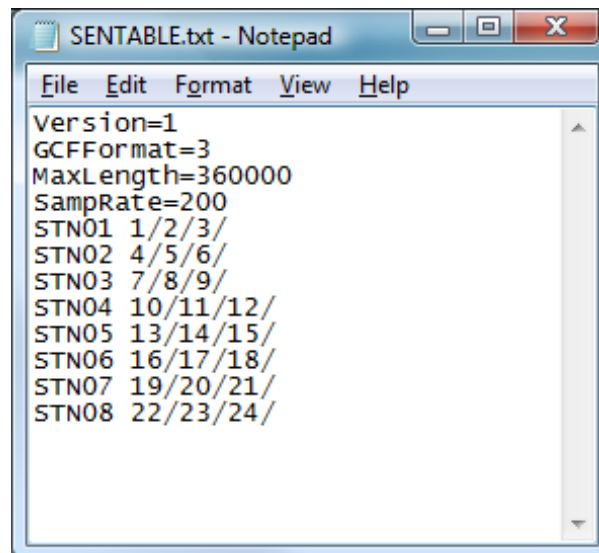 SENTABLE.txt - Notepad
File Edit Format View Help
Version=1
GCFFormat=3
MaxLength=360000
SampRate=200
STN01 1/2/3/
STN02 4/5/6/
STN03 7/8/9/
STN04 10/11/12/
STN05 13/14/15/
STN06 16/17/18/
STN07 19/20/21/
STN08 22/23/24/